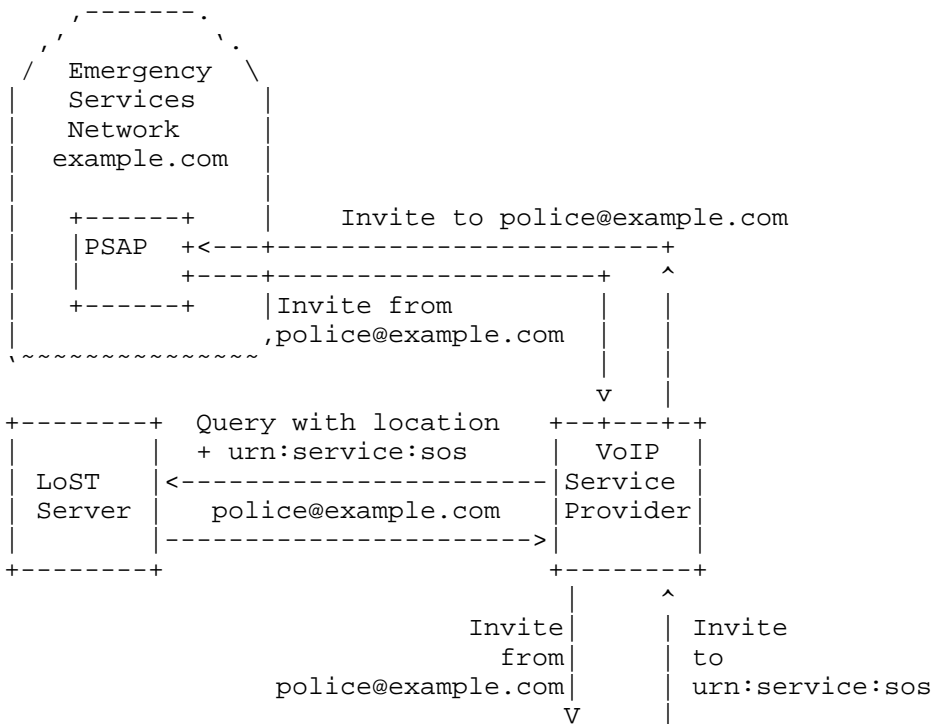 Emergency
Services
Network
example.com
Invite to police@example.com
PSAP
Invite from
police@example.com
Query with location
+ urn:service:sos
VoIP
LoST
Service
Server
police@example.com
Provider
Invite
Invite
from
to
police@example.com
urn:service:sos